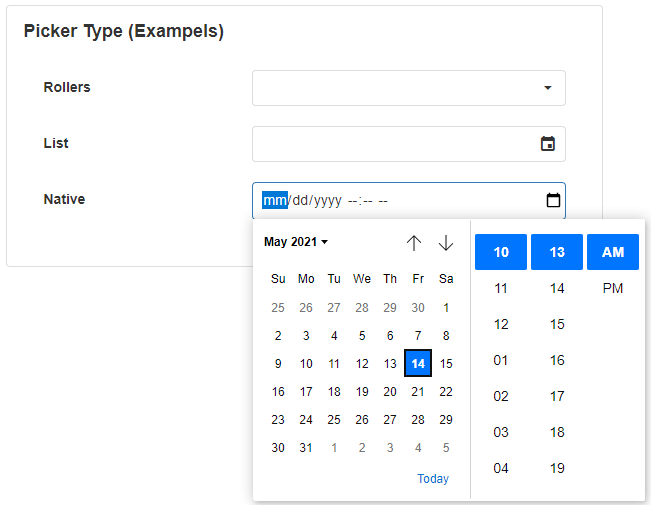 Picker Type (Exampels)
Rollers
List
Native
mm/dd/yyyy --:-- --
May 2021
Su Mo Tu We Th Fr Sa
25 26 27 28 29 30 1
2 3 4 5 6 7 8
9 10 11 12 13 14 15
16 17 18 19 20 21 22
23 24 25 26 27 28 29
30 31 1 2 3 4 5
Today
10 13 AM
11 14 PM
12 15
01 16
02 17
03 18
04 19